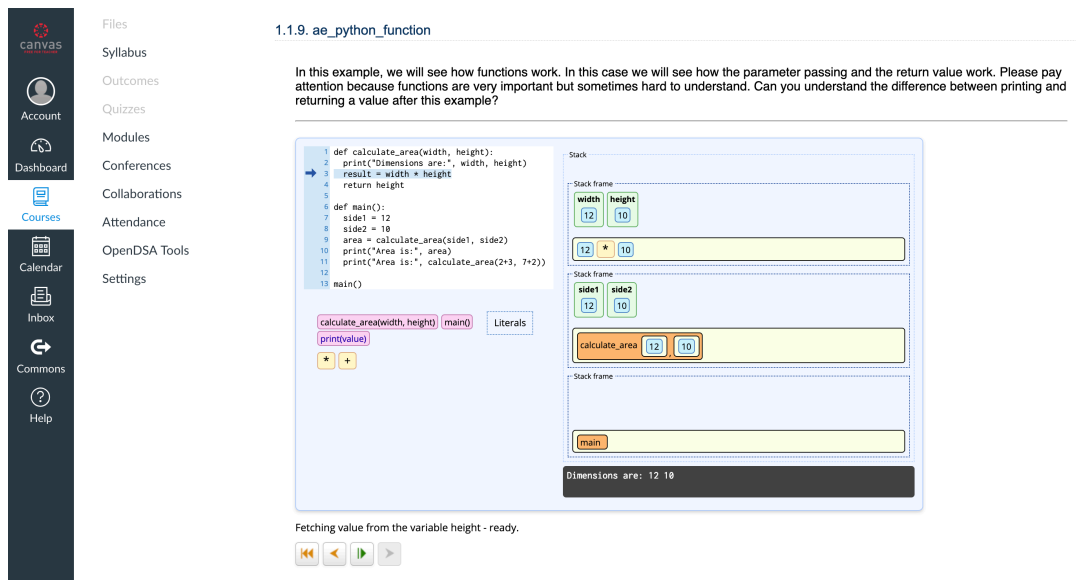 canvas
Account
Dashboard
Courses
Calendar
Inbox
Commons
Help
Files
Syllabus
Outcomes
Quizzes
Modules
Conferences
Collaborations
Attendance
OpenDSA Tools
Settings
1.1.9. ae_python_function
In this example, we will see how functions work. In this case we will see how the parameter passing and the return value work. Please pay
attention because functions are very important but sometimes hard to understand. Can you understand the difference between printing and
returning a value after this example?
1 def calculate_area(width, height):
2 print("Dimensions are:", width, height)
3 result = width * height
4 return height
5
6 def main():
7 side1 = 12
8 side2 = 10
9 area = calculate_area(side1, side2)
10 print("Area is:", area)
11 print("Area is:", calculate_area(2+3, 7+2))
12
13 main()
calculate_area(width, height) main() Literals
print(value)
* +
Stack
Stack frame
width height
12 10
12 * 10
Stack frame
side1 side2
12 10
calculate_area 12 , 10
Stack frame
main
Dimensions are: 12 10
Fetching value from the variable height - ready.